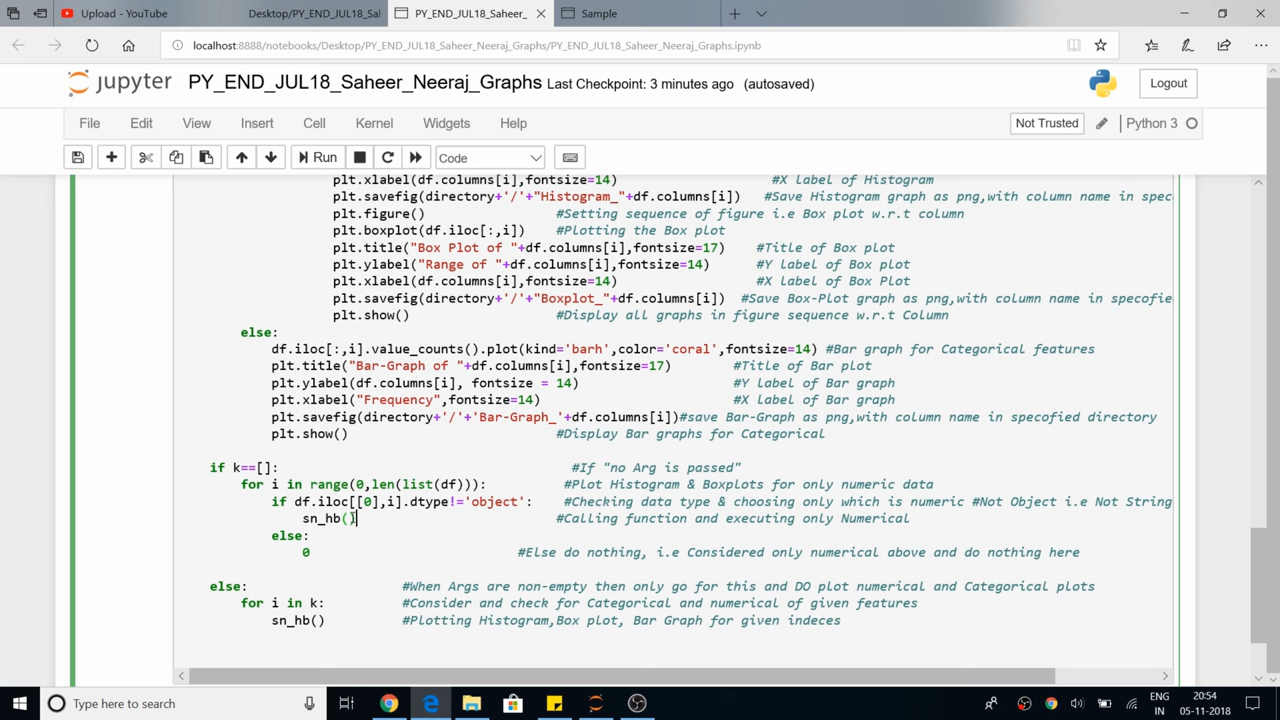 Upload - YouTube
Desktop/PY_END_JUL18_Sal
PY_END_JUL18_Saheer_
Sample
localhost:8888/notebooks/Desktop/PY_END_JUL18_Saheer_Neeraj_Graphs/PY_END_JUL18_Saheer_Neeraj_Graphs.ipynb
jupyter PY_END_JUL18_Saheer_Neeraj_Graphs Last Checkpoint: 3 minutes ago (autosaved) Logout
File Edit View Insert Cell Kernel Widgets Help Not Trusted Python 3
Run Code
plt.xlabel(df.columns[i],fontsize=14) #X label of Histogram
plt.savefig(directory+'/'+"Histogram_"+df.columns[i]) #Save Histogram graph as png,with column name in spec
plt.figure() #Setting sequence of figure i.e Box plot w.r.t column
plt.boxplot(df.iloc[:,i]) #Plotting the Box plot
plt.title("Box Plot of "+df.columns[i],fontsize=17) #Title of Box plot
plt.ylabel("Range of "+df.columns[i],fontsize=14) #Y label of Box plot
plt.xlabel(df.columns[i],fontsize=14) #X label of Box Plot
plt.savefig(directory+'/'+"Boxplot_"+df.columns[i]) #Save Box-Plot graph as png,with column name in specofie
plt.show() #Display all graphs in figure sequence w.r.t Column
else:
df.iloc[:,i].value_counts().plot(kind='barh',color='coral',fontsize=14) #Bar graph for Categorical features
plt.title("Bar-Graph of "+df.columns[i],fontsize=17) #Title of Bar plot
plt.ylabel(df.columns[i], fontsize = 14) #Y label of Bar graph
plt.xlabel("Frequency",fontsize=14) #X label of Bar graph
plt.savefig(directory+'/'+'Bar-Graph_'+df.columns[i])#save Bar-Graph as png,with column name in specofied directory
plt.show() #Display Bar graphs for Categorical
if k==[]: #If "no Arg is passed"
for i in range(0,len(list(df))): #Plot Histogram & Boxplots for only numeric data
if df.iloc[[0],i].dtype!='object': #Checking data type & choosing only which is numeric #Not Object i.e Not String
sn_hb() #Calling function and executing only Numerical
else:
0 #Else do nothing, i.e Considered only numerical above and do nothing here
else: #When Args are non-empty then only go for this and DO plot numerical and Categorical plots
for i in k: #Consider and check for Categorical and numerical of given features
sn_hb() #Plotting Histogram,Box plot, Bar Graph for given indeces
Type here to search
ENG
IN
20:54
05-11-2018